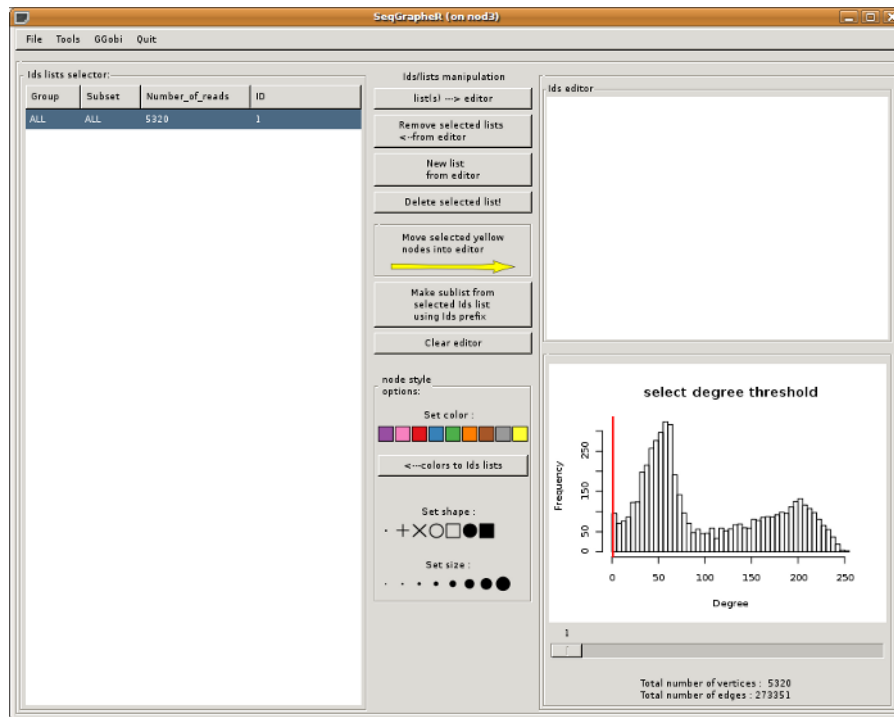 SeqGrapheR (on nod3)
File Tools GGobi Quit
Ids lists selector:
Group Subset Number_of_reads ID
ALL ALL 5320 1
Ids/lists manipulation
list(s) ---> editor
Remove selected lists
<--from editor
New list
from editor
Delete selected list!
Move selected yellow
nodes into editor
Make sublist from
selected Ids list
using Ids prefix
Clear editor
node style
options:
Set color :
<---colors to Ids lists
Set shape :
Set size :
Ids editor
select degree threshold
Frequency
0 50 150 250
0 50 100 150 200 250
Degree
1
Total number of vertices : 5320
Total number of edges : 273351